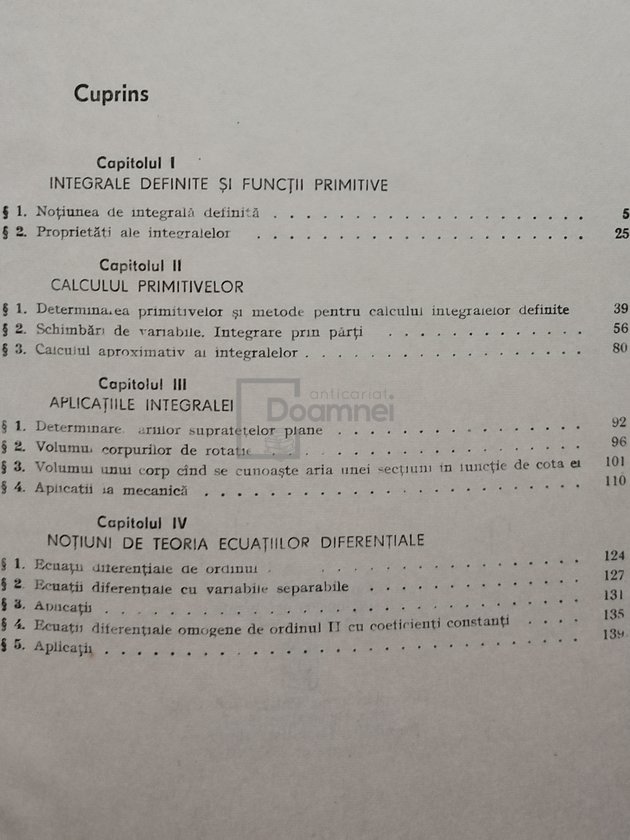 Cuprins
Capitolul I
INTEGRALE DEFINITE ȘI FUNCȚII PRIMITIVE
§ 1. Noțiunea de integrală definită . . . . . . . . . . . . . . . . . 5
§ 2. Proprietăți ale integralelor . . . . . . . . . . . . . . . . . . 25
Capitolul II
CALCULUL PRIMITIVELOR
§ 1. Determinarea primitivelor și metode pentru calculul integralelor definite 39
§ 2. Schimbări de variabile. Integrare prin părți . . . . . . . . . . 56
§ 3. Calculul aproximativ al integralelor . . . . . . . . . . . . . . 80
Capitolul III
APLICAȚIILE INTEGRALEI
anticariat
Doamnei
§ 1. Determinarea ariilor suprafețelor plane . . . . . . . . . . . . 92
§ 2. Volumul corpurilor de rotație . . . . . . . . . . . . . . . . . 96
§ 3. Volumul unui corp cînd se cunoaște aria unei secțiuni în funcție de cota ei 101
§ 4. Aplicații la mecanică . . . . . . . . . . . . . . . . . . . . . 110
Capitolul IV
NOȚIUNI DE TEORIA ECUAȚIILOR DIFERENȚIALE
§ 1. Ecuații diferențiale de ordinul . . . . . . . . . . . . . . . . 124
§ 2. Ecuații diferențiale cu variabile separabile . . . . . . . . . . 127
§ 3. Aplicații . . . . . . . . . . . . . . . . . . . . . . . . . . . 131
§ 4. Ecuații diferențiale omogene de ordinul II cu coeficienți constanți . . . . 135
§ 5. Aplicații . . . . . . . . . . . . . . . . . . . . . . . . . . . 139